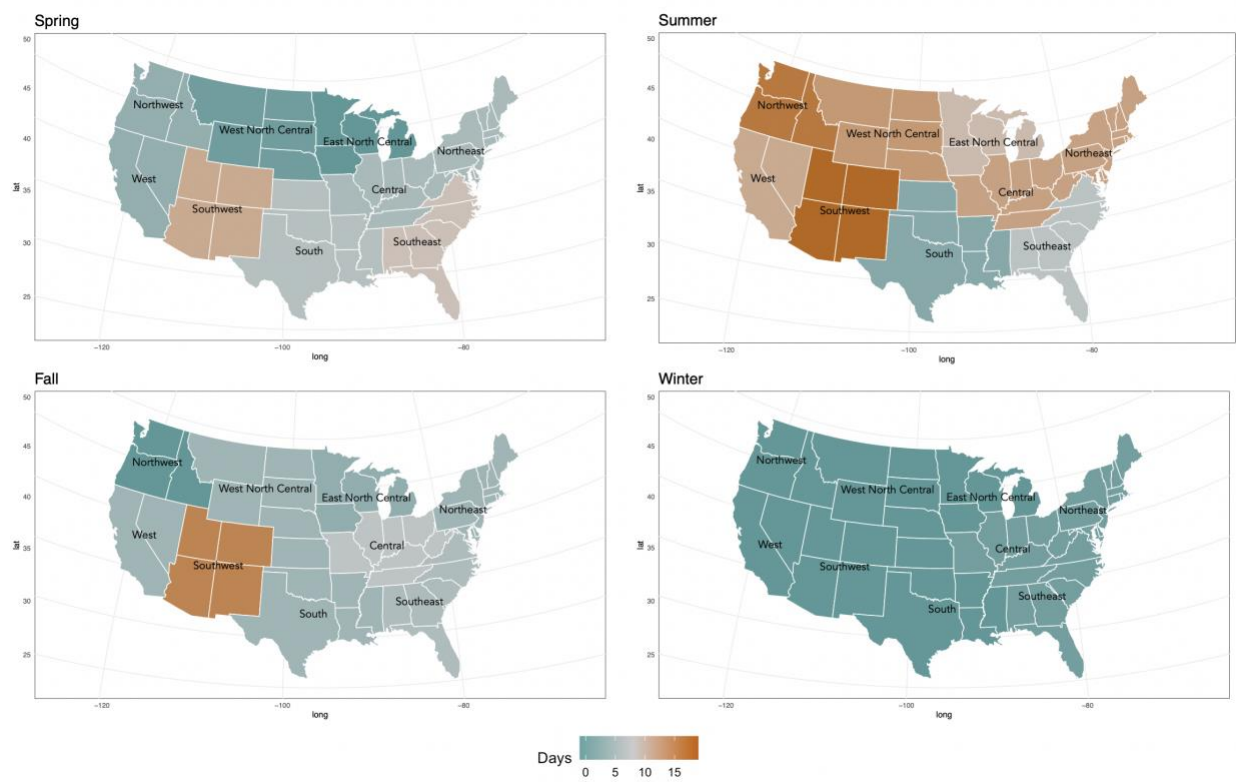 Spring
50
45
40
35
30
25
lat
Northwest
West North Central
East North Central
Northeast
West
Central
Southwest
Southeast
South
−120
−100
−80
long
Summer
50
45
40
35
30
25
lat
Northwest
West North Central
East North Central
Northeast
West
Central
Southwest
Southeast
South
−120
−100
−80
long
Fall
50
45
40
35
30
25
lat
Northwest
West North Central
East North Central
Northeast
West
Central
Southwest
Southeast
South
−120
−100
−80
long
Winter
50
45
40
35
30
25
lat
Northwest
West North Central
East North Central
Northeast
West
Central
Southwest
Southeast
South
−120
−100
−80
long
Days
0 5 10 15